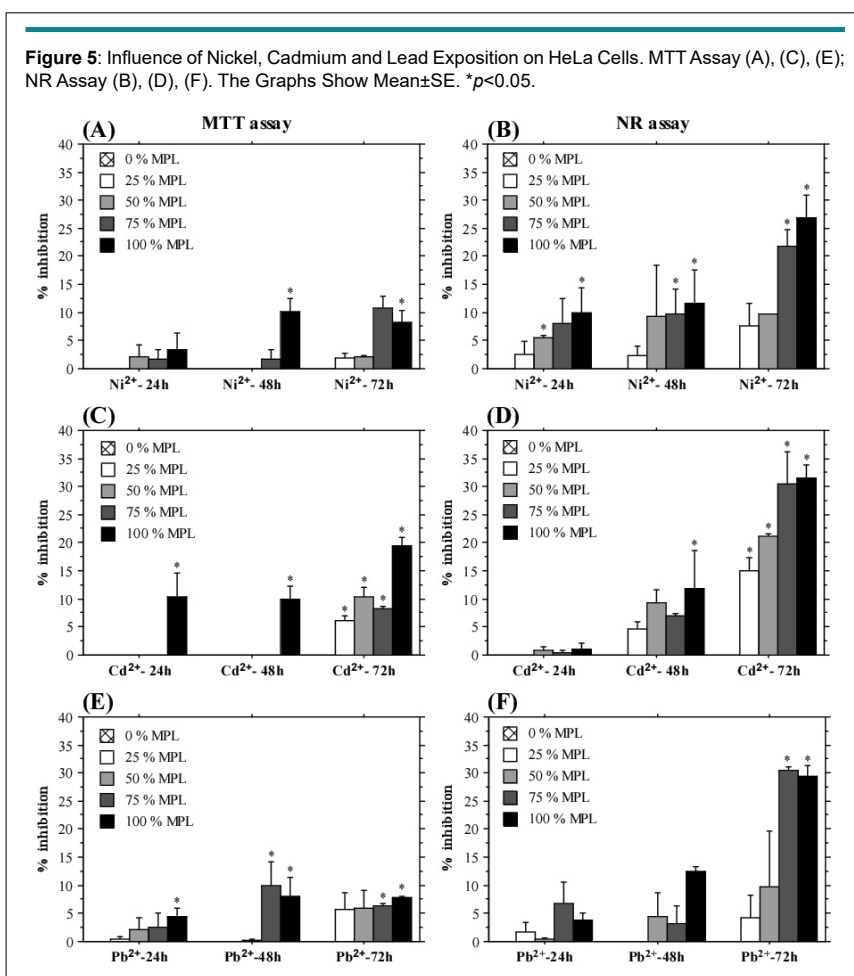 Figure 5: Influence of Nickel, Cadmium and Lead Exposition on HeLa Cells. MTT Assay (A), (C), (E);
NR Assay (B), (D), (F). The Graphs Show Mean±SE. *p<0.05.
(A) MTT assay
40
35
30
25
20
15
10
5
0
% inhibition
0 % MPL
25 % MPL
50 % MPL
75 % MPL
100 % MPL
*
*
Ni²⁺- 24h Ni²⁺- 48h Ni²⁺- 72h
(B) NR assay
40
35
30
25
20
15
10
5
0
% inhibition
0 % MPL
25 % MPL
50 % MPL
75 % MPL
100 % MPL
* * * * * *
Ni²⁺- 24h Ni²⁺- 48h Ni²⁺- 72h
(C)
40
35
30
25
20
15
10
5
0
% inhibition
0 % MPL
25 % MPL
50 % MPL
75 % MPL
100 % MPL
* * * * * *
Cd²⁺- 24h Cd²⁺- 48h Cd²⁺- 72h
(D)
40
35
30
25
20
15
10
5
0
% inhibition
0 % MPL
25 % MPL
50 % MPL
75 % MPL
100 % MPL
* * * * *
Cd²⁺- 24h Cd²⁺- 48h Cd²⁺- 72h
(E)
40
35
30
25
20
15
10
5
0
% inhibition
0 % MPL
25 % MPL
50 % MPL
75 % MPL
100 % MPL
* * * * *
Pb²⁺-24h Pb²⁺-48h Pb²⁺-72h
(F)
40
35
30
25
20
15
10
5
0
% inhibition
0 % MPL
25 % MPL
50 % MPL
75 % MPL
100 % MPL
* *
Pb²⁺-24h Pb²⁺-48h Pb²⁺-72h